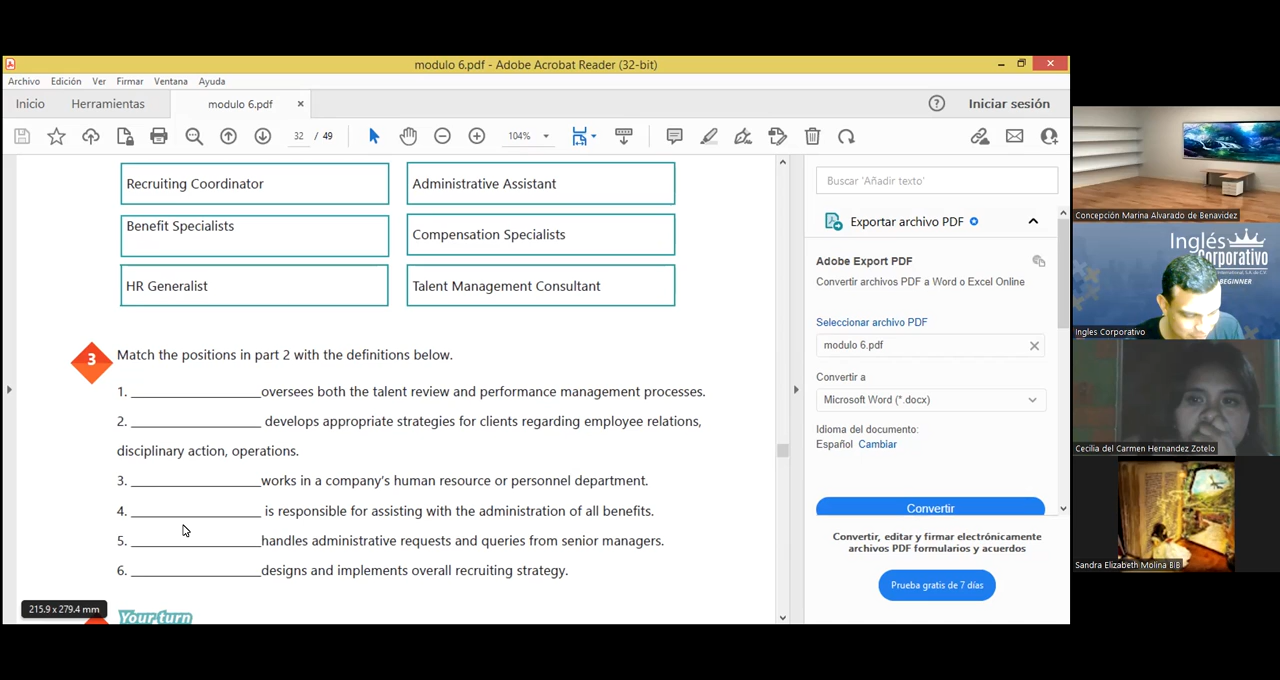 modulo 6.pdf - Adobe Acrobat Reader (32-bit)
Archivo Edición Ver Firmar Ventana Ayuda
Inicio Herramientas modulo 6.pdf × Iniciar sesión
32 / 49 104%
Recruiting Coordinator
Administrative Assistant
Benefit Specialists
Compensation Specialists
HR Generalist
Talent Management Consultant
3 Match the positions in part 2 with the definitions below.
1. _________________oversees both the talent review and performance management processes.
2. _________________ develops appropriate strategies for clients regarding employee relations,
disciplinary action, operations.
3. _________________works in a company’s human resource or personnel department.
4. _________________ is responsible for assisting with the administration of all benefits.
5. _________________handles administrative requests and queries from senior managers.
6. _________________designs and implements overall recruiting strategy.
Your turn
215.9 x 279.4 mm
Buscar 'Añadir texto'
Exportar archivo PDF
Adobe Export PDF
Convertir archivos PDF a Word o Excel Online
Seleccionar archivo PDF
modulo 6.pdf
Convertir a
Microsoft Word (*.docx)
Idioma del documento:
Español Cambiar
Convertir
Convertir, editar y firmar electrónicamente
archivos PDF formularios y acuerdos
Prueba gratis de 7 días
Concepción Marina Alvarado de Benavidez
Inglés
Corporativo
International, S.A. de C.V.
BEGINNER
Ingles Corporativo
Cecilia del Carmen Hernandez Zotelo
Sandra Elizabeth Molina BIB